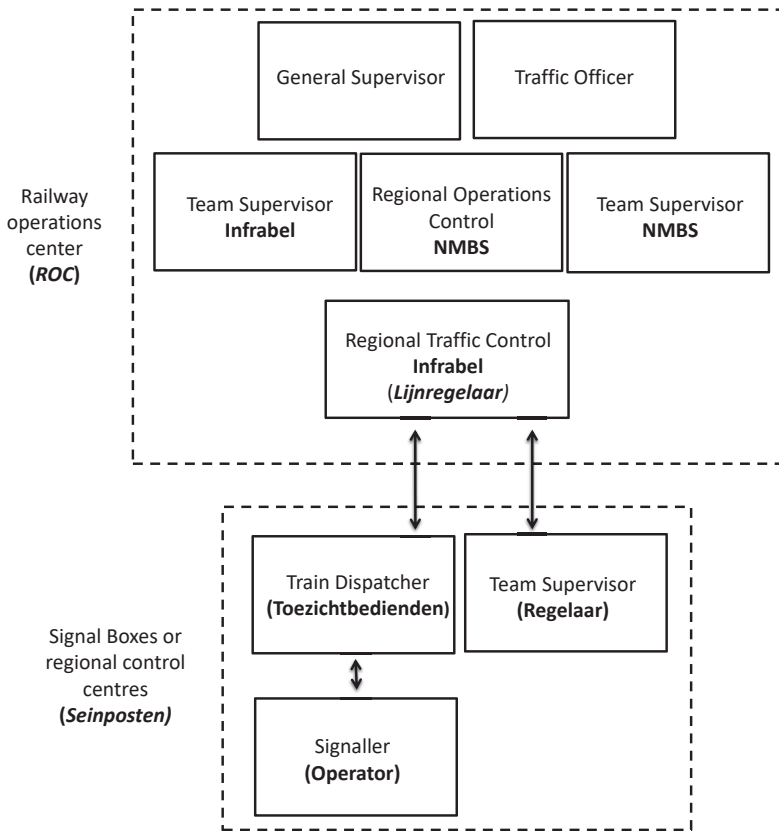 General Supervisor
Traffic Officer
Team Supervisor
Infrabel
Regional Operations
Control
NMBS
Team Supervisor
NMBS
Railway
operations
center
(ROC)
Regional Traffic Control
Infrabel
(Lijnregelaar)
Train Dispatcher
(Toezichtbedienden)
Team Supervisor
(Regelaar)
Signal Boxes or
regional control
centres
(Seinposten)
Signaller
(Operator)